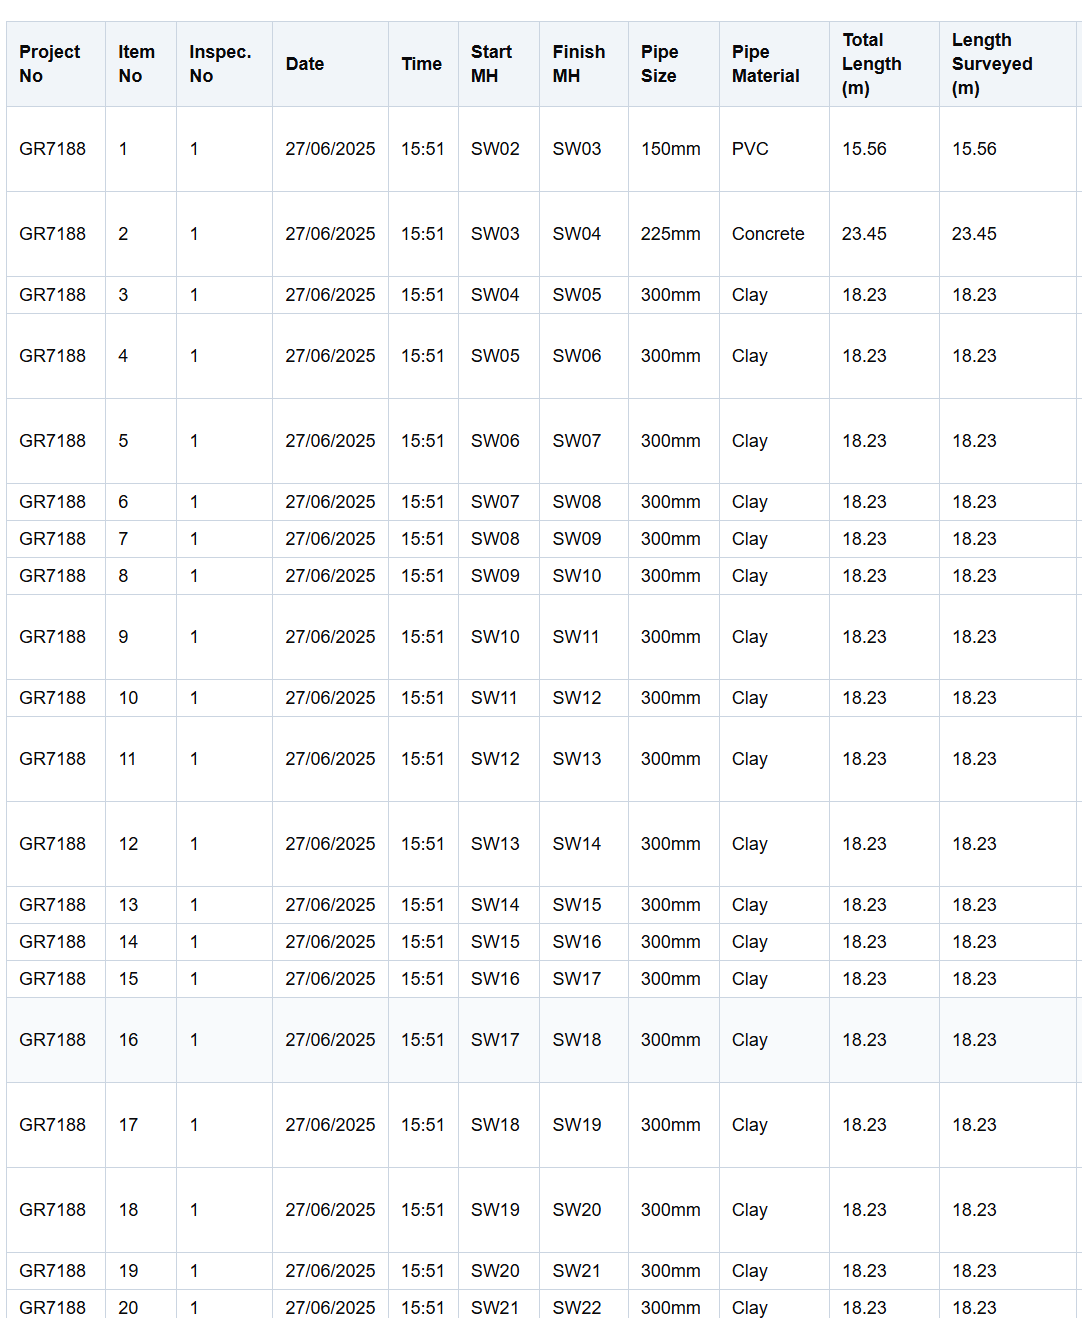 Project No Item No Inspec. No Date Time Start MH Finish MH Pipe Size Pipe Material Total Length (m) Length Surveyed (m)
GR7188 1 1 27/06/2025 15:51 SW02 SW03 150mm PVC 15.56 15.56
GR7188 2 1 27/06/2025 15:51 SW03 SW04 225mm Concrete 23.45 23.45
GR7188 3 1 27/06/2025 15:51 SW04 SW05 300mm Clay 18.23 18.23
GR7188 4 1 27/06/2025 15:51 SW05 SW06 300mm Clay 18.23 18.23
GR7188 5 1 27/06/2025 15:51 SW06 SW07 300mm Clay 18.23 18.23
GR7188 6 1 27/06/2025 15:51 SW07 SW08 300mm Clay 18.23 18.23
GR7188 7 1 27/06/2025 15:51 SW08 SW09 300mm Clay 18.23 18.23
GR7188 8 1 27/06/2025 15:51 SW09 SW10 300mm Clay 18.23 18.23
GR7188 9 1 27/06/2025 15:51 SW10 SW11 300mm Clay 18.23 18.23
GR7188 10 1 27/06/2025 15:51 SW11 SW12 300mm Clay 18.23 18.23
GR7188 11 1 27/06/2025 15:51 SW12 SW13 300mm Clay 18.23 18.23
GR7188 12 1 27/06/2025 15:51 SW13 SW14 300mm Clay 18.23 18.23
GR7188 13 1 27/06/2025 15:51 SW14 SW15 300mm Clay 18.23 18.23
GR7188 14 1 27/06/2025 15:51 SW15 SW16 300mm Clay 18.23 18.23
GR7188 15 1 27/06/2025 15:51 SW16 SW17 300mm Clay 18.23 18.23
GR7188 16 1 27/06/2025 15:51 SW17 SW18 300mm Clay 18.23 18.23
GR7188 17 1 27/06/2025 15:51 SW18 SW19 300mm Clay 18.23 18.23
GR7188 18 1 27/06/2025 15:51 SW19 SW20 300mm Clay 18.23 18.23
GR7188 19 1 27/06/2025 15:51 SW20 SW21 300mm Clay 18.23 18.23
GR7188 20 1 27/06/2025 15:51 SW21 SW22 300mm Clay 18.23 18.23